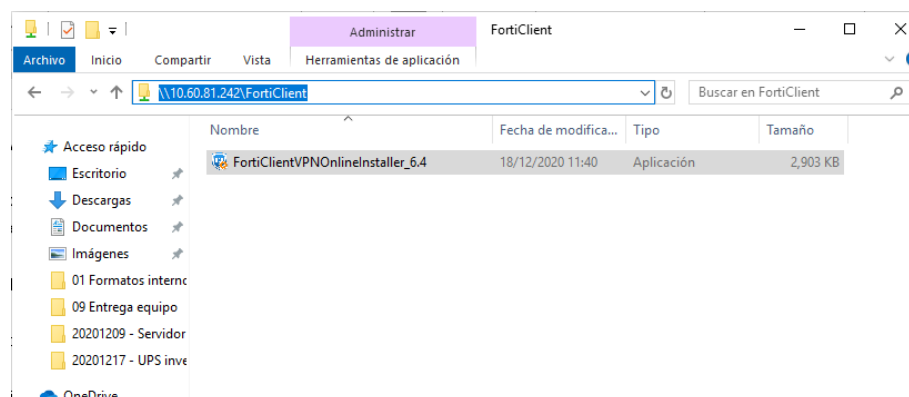 Administrar
FortiClient
Archivo Inicio Compartir Vista Herramientas de aplicación
\\10.60.81.242\FortiClient
Buscar en FortiClient
Nombre Fecha de modifica... Tipo Tamaño
Acceso rápido
FortiClientVPNOnlineInstaller_6.4 18/12/2020 11:40 Aplicación 2,903 KB
Escritorio
Descargas
Documentos
Imágenes
01 Formatos interno
09 Entrega equipo
20201209 - Servidor
20201217 - UPS inve
OneDrive